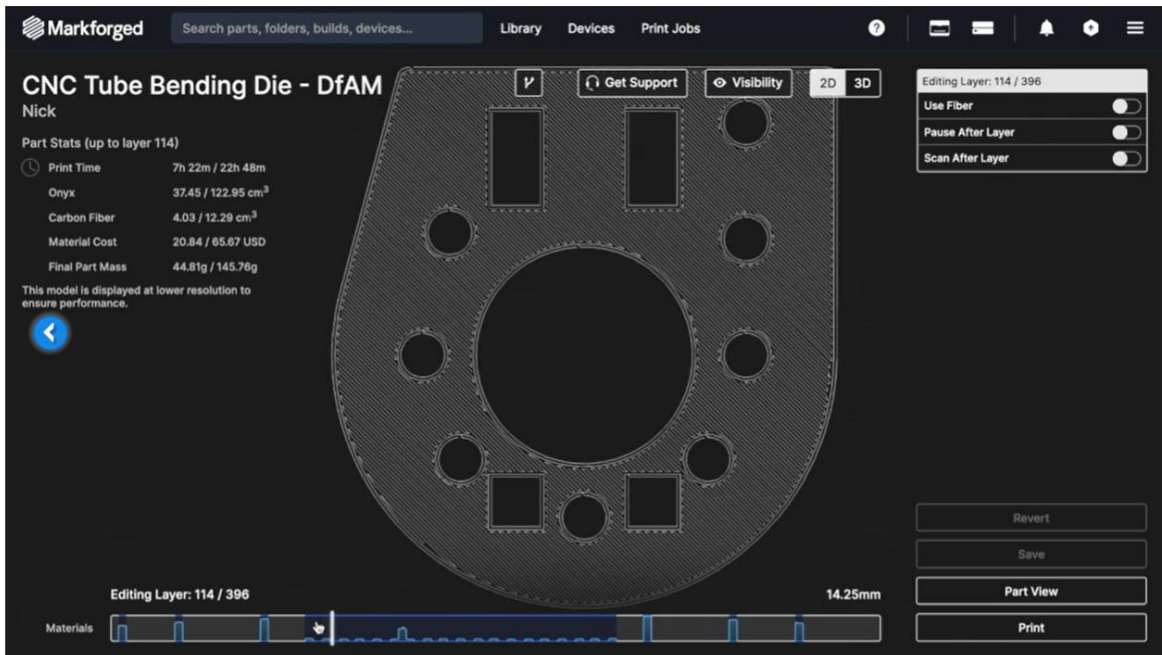 Markforged
Search parts, folders, builds, devices...
Library
Devices
Print Jobs
?
CNC Tube Bending Die - DfAM
Nick
Get Support
Visibility
2D
3D
Part Stats (up to layer 114)
Print Time 7h 22m / 22h 48m
Onyx 37.45 / 122.95 cm³
Carbon Fiber 4.03 / 12.29 cm³
Material Cost 20.84 / 65.67 USD
Final Part Mass 44.81g / 145.76g
This model is displayed at lower resolution to
ensure performance.
Editing Layer: 114 / 396
Use Fiber
Pause After Layer
Scan After Layer
Revert
Save
Part View
Print
Editing Layer: 114 / 396
14.25mm
Materials